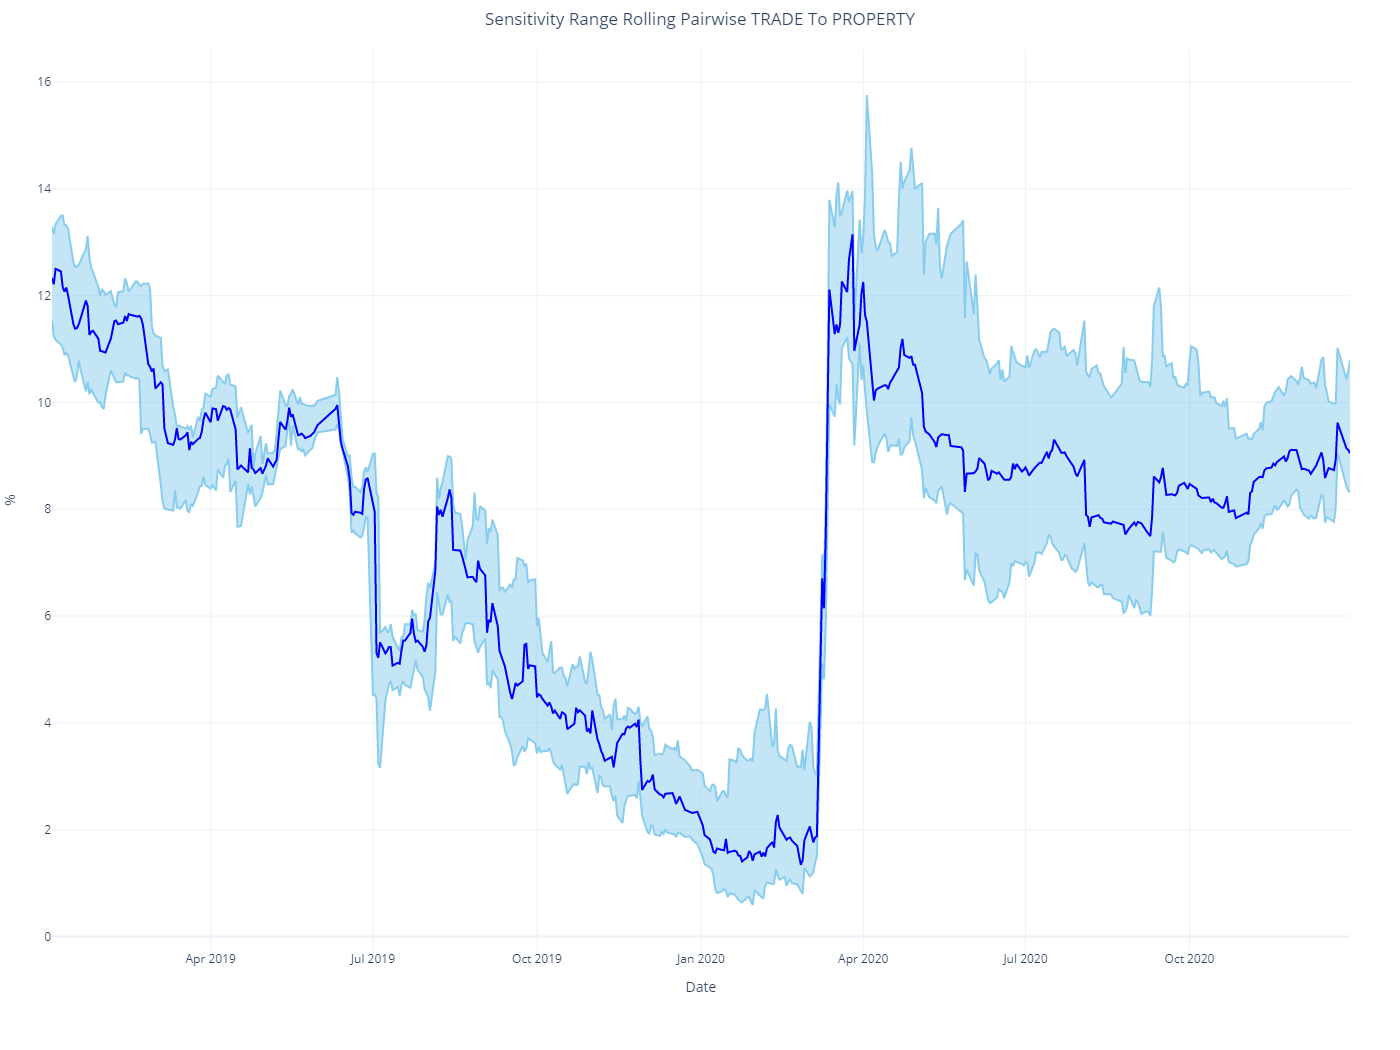 Sensitivity Range Rolling Pairwise TRADE To PROPERTY
16
14
12
10
8
6
4
2
0
%
Apr 2019
Jul 2019
Oct 2019
Jan 2020
Apr 2020
Jul 2020
Oct 2020
Date